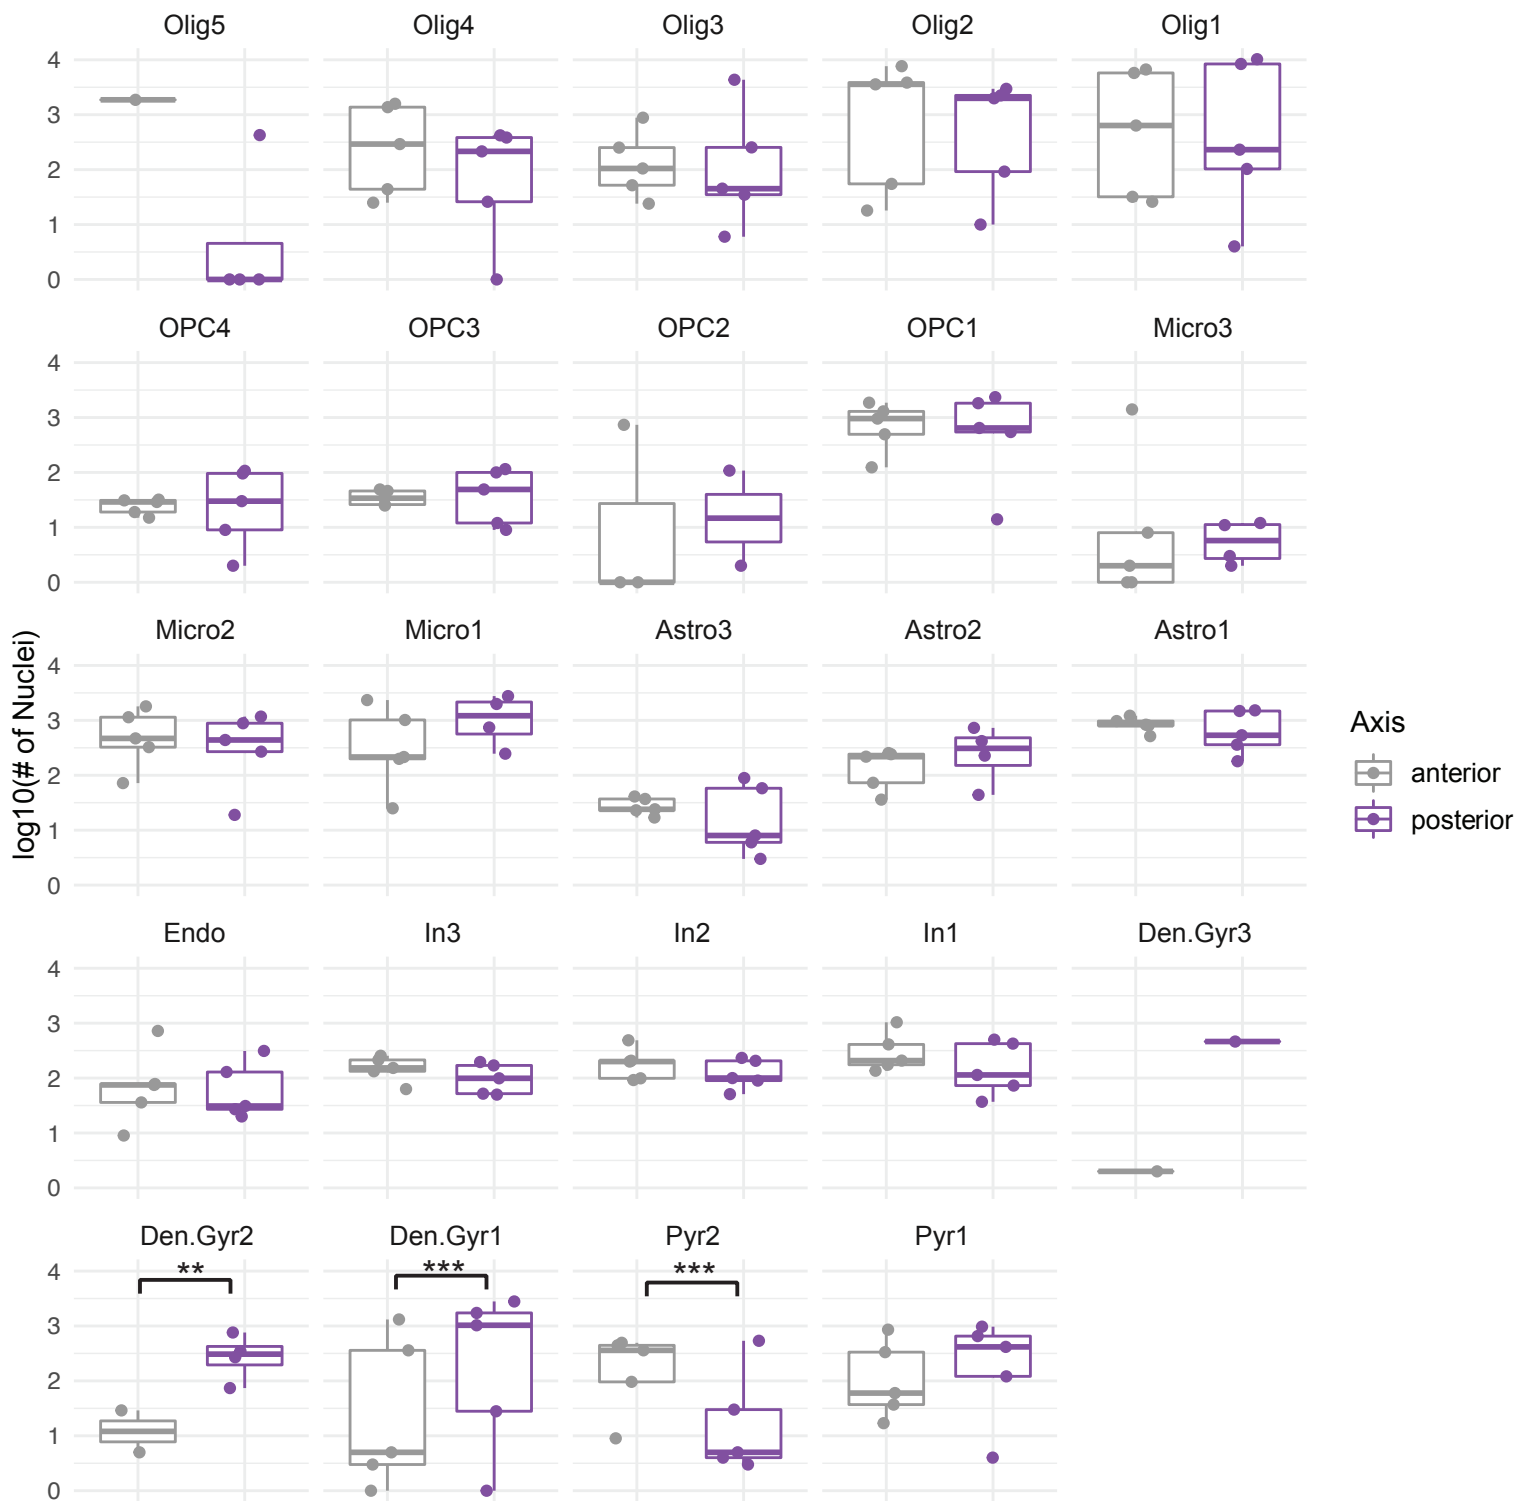 Olig5 Olig4 Olig3 Olig2 Olig1
4
3
2
1
0
OPC4 OPC3 OPC2 OPC1 Micro3
4
3
2
1
0
Micro2 Micro1 Astro3 Astro2 Astro1
4
3
2
1
0
log10(# of Nuclei)
Axis
anterior
posterior
Endo In3 In2 In1 Den.Gyr3
4
3
2
1
0
Den.Gyr2 Den.Gyr1 Pyr2 Pyr1
** *** ***
4
3
2
1
0